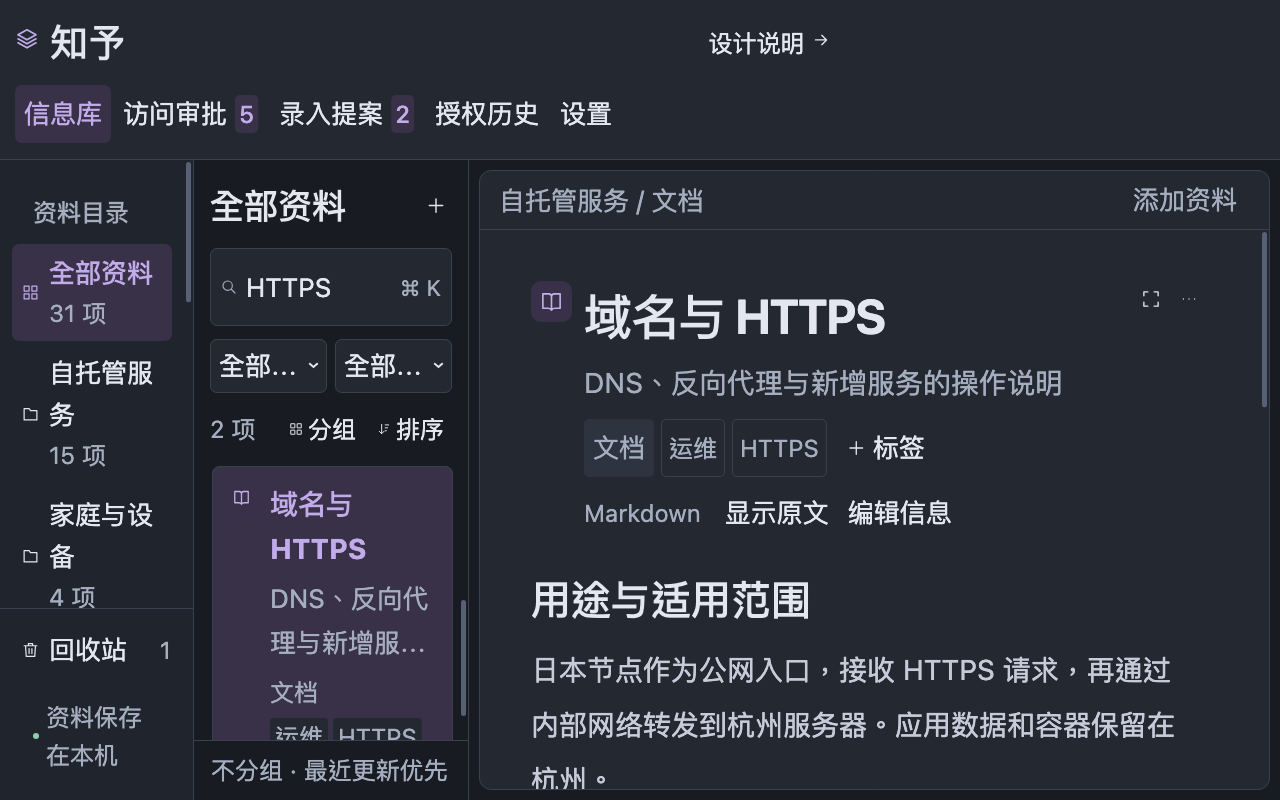 知予
设计说明 →
信息库 访问审批 5 录入提案 2 授权历史 设置
资料目录
全部资料
31 项
自托管服
务
15 项
家庭与设
备
4 项
回收站 1
资料保存
在本机
全部资料 +
HTTPS ⌘ K
全部... 全部...
2 项 分组 排序
域名与
HTTPS
DNS、反向代
理与新增服...
文档
运维 HTTPS
不分组 · 最近更新优先
自托管服务 / 文档 添加资料
域名与 HTTPS ...
DNS、反向代理与新增服务的操作说明
文档 运维 HTTPS + 标签
Markdown 显示原文 编辑信息
用途与适用范围
日本节点作为公网入口，接收 HTTPS 请求，再通过
内部网络转发到杭州服务器。应用数据和容器保留在
杭州。